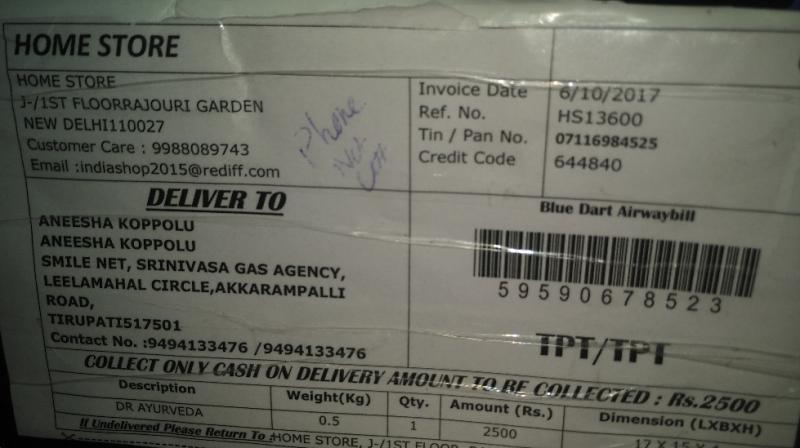 HOME STORE
HOME STORE
J-/1ST FLOORRAJOURI GARDEN
NEW DELHI110027
Customer Care : 9988089743
Email :indiashop2015@rediff.com
Phone
Not
Invoice Date 6/10/2017
Ref. No. HS13600
Tin / Pan No. 07116984525
Credit Code 644840
DELIVER TO
ANEESHA KOPPOLU
ANEESHA KOPPOLU
SMILE NET, SRINIVASA GAS AGENCY,
LEELAMAHAL CIRCLE,AKKARAMPALLI
ROAD,
TIRUPATI517501
Contact No. :9494133476 /9494133476
Blue Dart Airwaybill
59590678523
TPT/TPT
COLLECT ONLY CASH ON DELIVERY AMOUNT TO BE COLLECTED : Rs.2500
Description Weight(Kg) Qty. Amount (Rs.) Dimension (LXBXH)
DR AYURVEDA 0.5 1 2500 17 X 15 X
If Undelivered Please Return To :HOME STORE, J-/1ST FLOOR